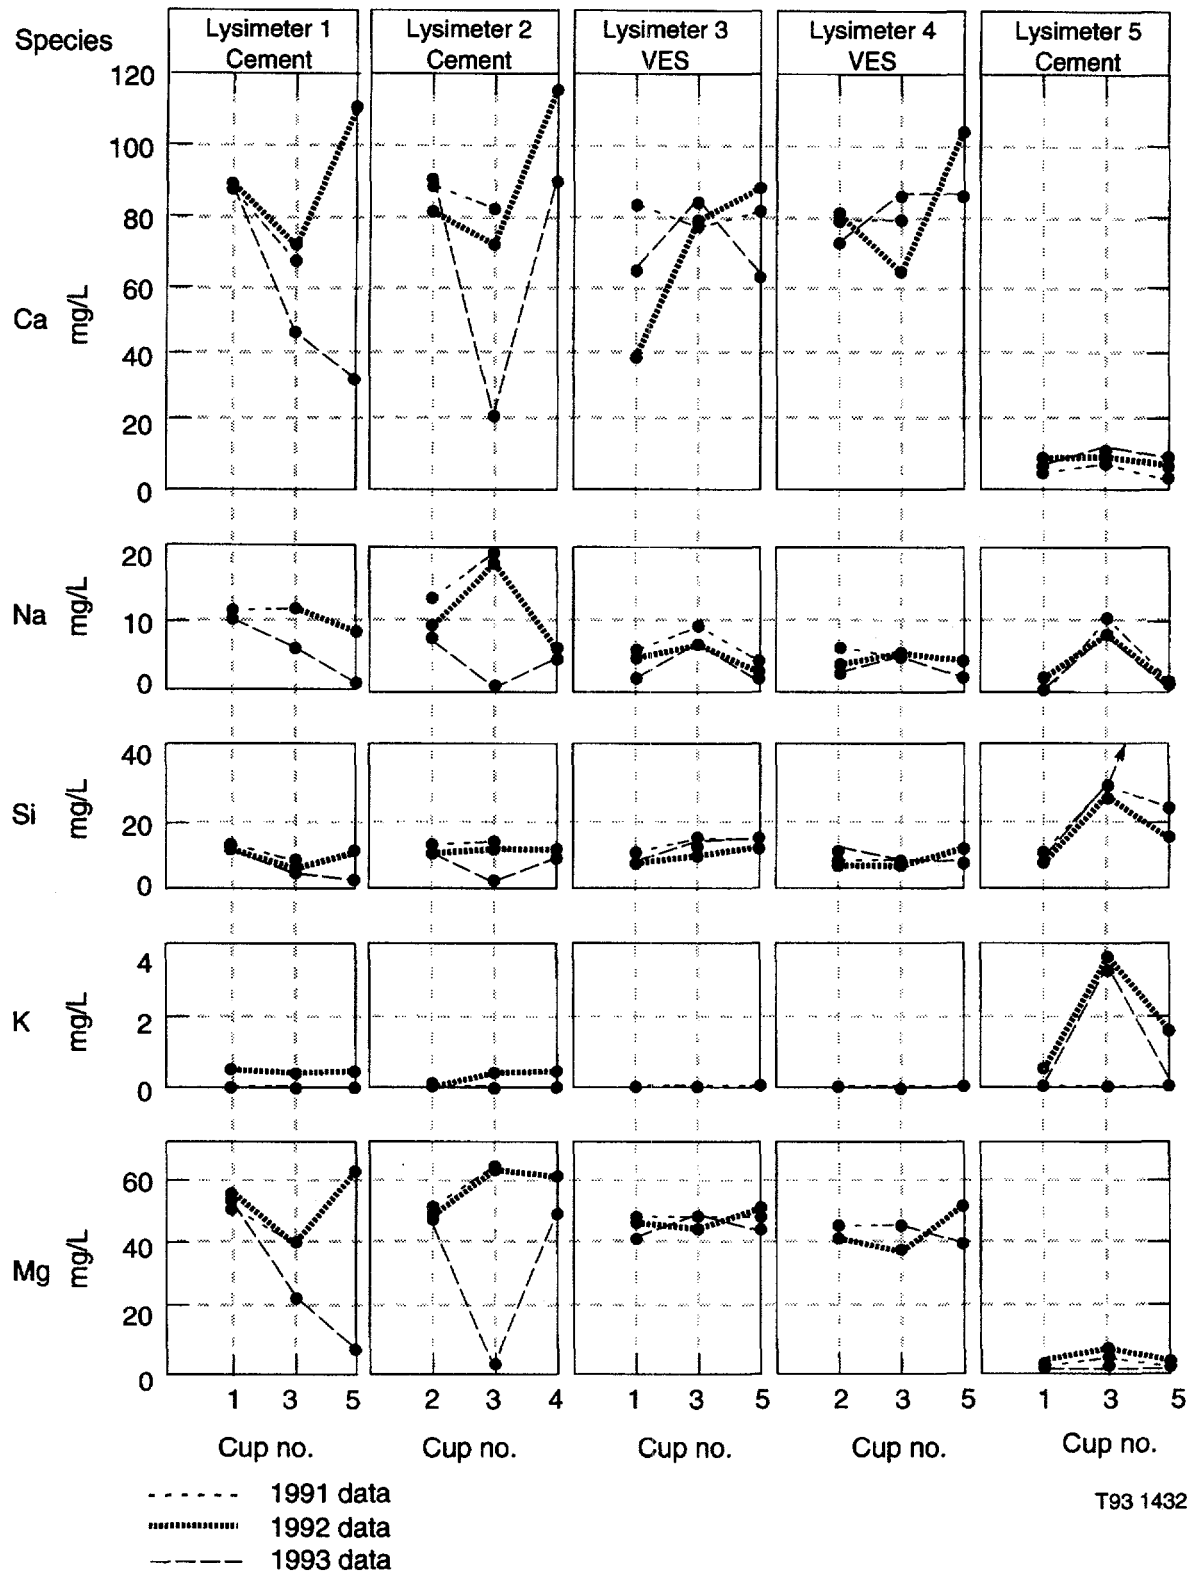 Species
Lysimeter 1
Cement
Lysimeter 2
Cement
Lysimeter 3
VES
Lysimeter 4
VES
Lysimeter 5
Cement
Ca
mg/L
120
100
80
60
40
20
0
Na
mg/L
20
10
0
Si
mg/L
40
20
0
K
mg/L
4
2
0
Mg
mg/L
60
40
20
0
1 3 5
2 3 4
1 3 5
2 3 5
1 3 5
Cup no.
Cup no.
Cup no.
Cup no.
Cup no.
1991 data
1992 data
1993 data
T93 1432